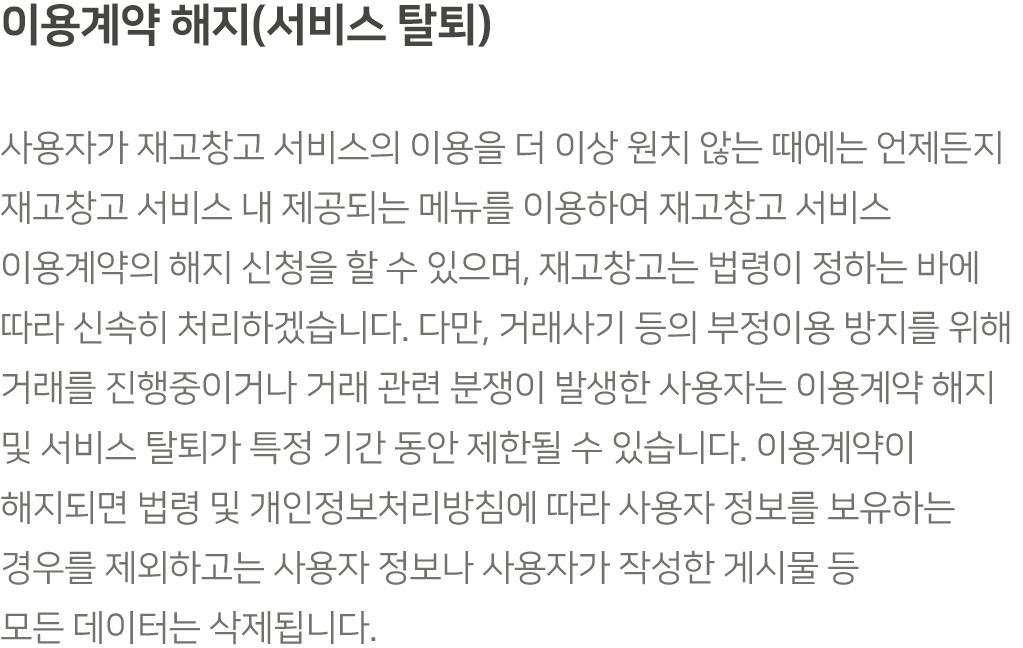 이용계약 해지(서비스 탈퇴)
사용자가 재고창고 서비스의 이용을 더 이상 원치 않는 때에는 언제든지
재고창고 서비스 내 제공되는 메뉴를 이용하여 재고창고 서비스
이용계약의 해지 신청을 할 수 있으며, 재고창고는 법령이 정하는 바에
따라 신속히 처리하겠습니다. 다만, 거래사기 등의 부정이용 방지를 위해
거래를 진행중이거나 거래 관련 분쟁이 발생한 사용자는 이용계약 해지
및 서비스 탈퇴가 특정 기간 동안 제한될 수 있습니다. 이용계약이
해지되면 법령 및 개인정보처리방침에 따라 사용자 정보를 보유하는
경우를 제외하고는 사용자 정보나 사용자가 작성한 게시물 등
모든 데이터는 삭제됩니다.